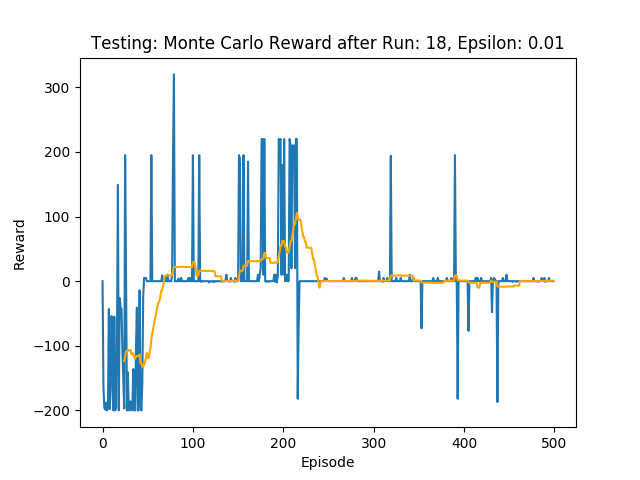 Testing: Monte Carlo Reward after Run: 18, Epsilon: 0.01
300
200
100
0
−100
−200
Reward
0 100 200 300 400 500
Episode